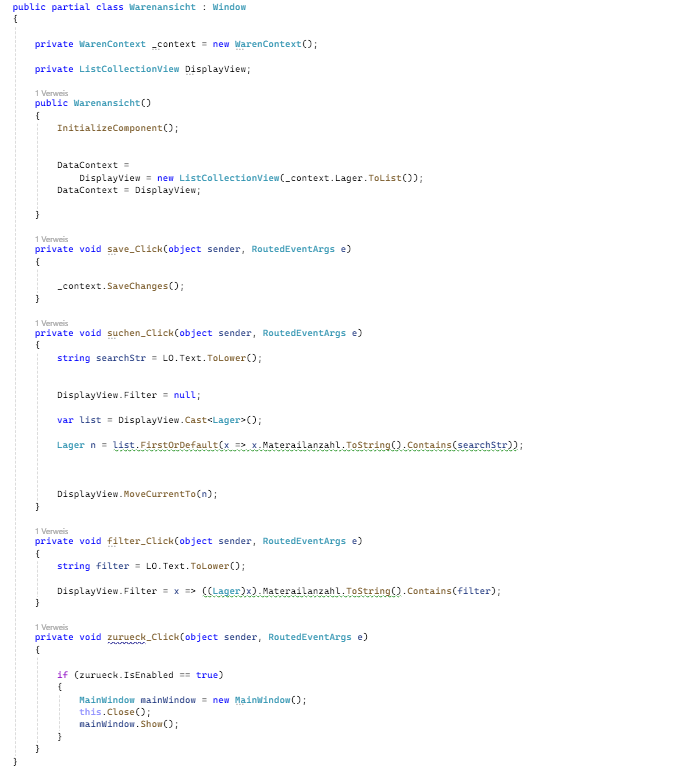 public partial class Warenansicht : Window
{
private WarenContext _context = new WarenContext();
private ListCollectionView DisplayView;
1 Verweis
public Warenansicht()
{
InitializeComponent();
DataContext =
DisplayView = new ListCollectionView(_context.Lager.ToList());
DataContext = DisplayView;
}
1 Verweis
private void save_Click(object sender, RoutedEventArgs e)
{
_context.SaveChanges();
}
1 Verweis
private void suchen_Click(object sender, RoutedEventArgs e)
{
string searchStr = LO.Text.ToLower();
DisplayView.Filter = null;
var list = DisplayView.Cast<Lager>();
Lager n = list.FirstOrDefault(x => x.Materailanzahl.ToString().Contains(searchStr));
DisplayView.MoveCurrentTo(n);
}
1 Verweis
private void filter_Click(object sender, RoutedEventArgs e)
{
string filter = LO.Text.ToLower();
DisplayView.Filter = x => ((Lager)x).Materailanzahl.ToString().Contains(filter);
}
1 Verweis
private void zurueck_Click(object sender, RoutedEventArgs e)
{
if (zurueck.IsEnabled == true)
{
MainWindow mainWindow = new MainWindow();
this.Close();
mainWindow.Show();
}
}
}